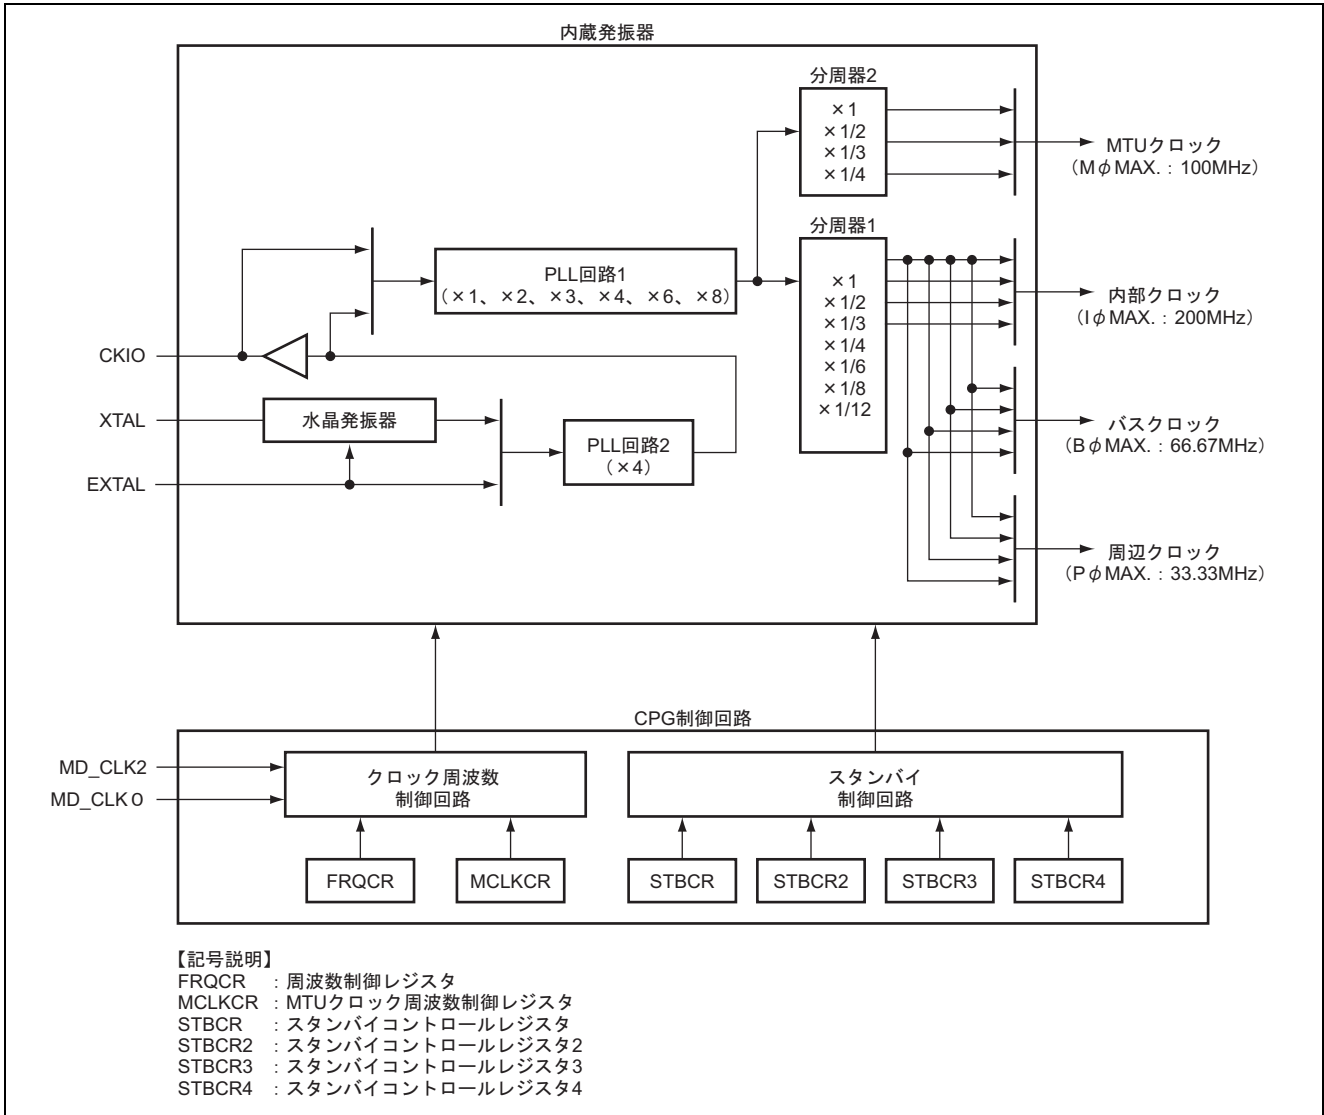 内蔵発振器
分周器2
×1
×1/2
×1/3
×1/4
MTUクロック
(MφMAX.：100MHz)
分周器1
×1
×1/2
×1/3
×1/4
×1/6
×1/8
×1/12
PLL回路1
(×1、×2、×3、×4、×6、×8)
内部クロック
(IφMAX.：200MHz)
CKIO
XTAL
水晶発振器
EXTAL
PLL回路2
(×4)
バスクロック
(BφMAX.：66.67MHz)
周辺クロック
(PφMAX.：33.33MHz)
CPG制御回路
MD_CLK2
MD_CLK0
クロック周波数
制御回路
スタンバイ
制御回路
FRQCR
MCLKCR
STBCR
STBCR2
STBCR3
STBCR4
【記号説明】
FRQCR ：周波数制御レジスタ
MCLKCR ：MTUクロック周波数制御レジスタ
STBCR ：スタンバイコントロールレジスタ
STBCR2 ：スタンバイコントロールレジスタ2
STBCR3 ：スタンバイコントロールレジスタ3
STBCR4 ：スタンバイコントロールレジスタ4